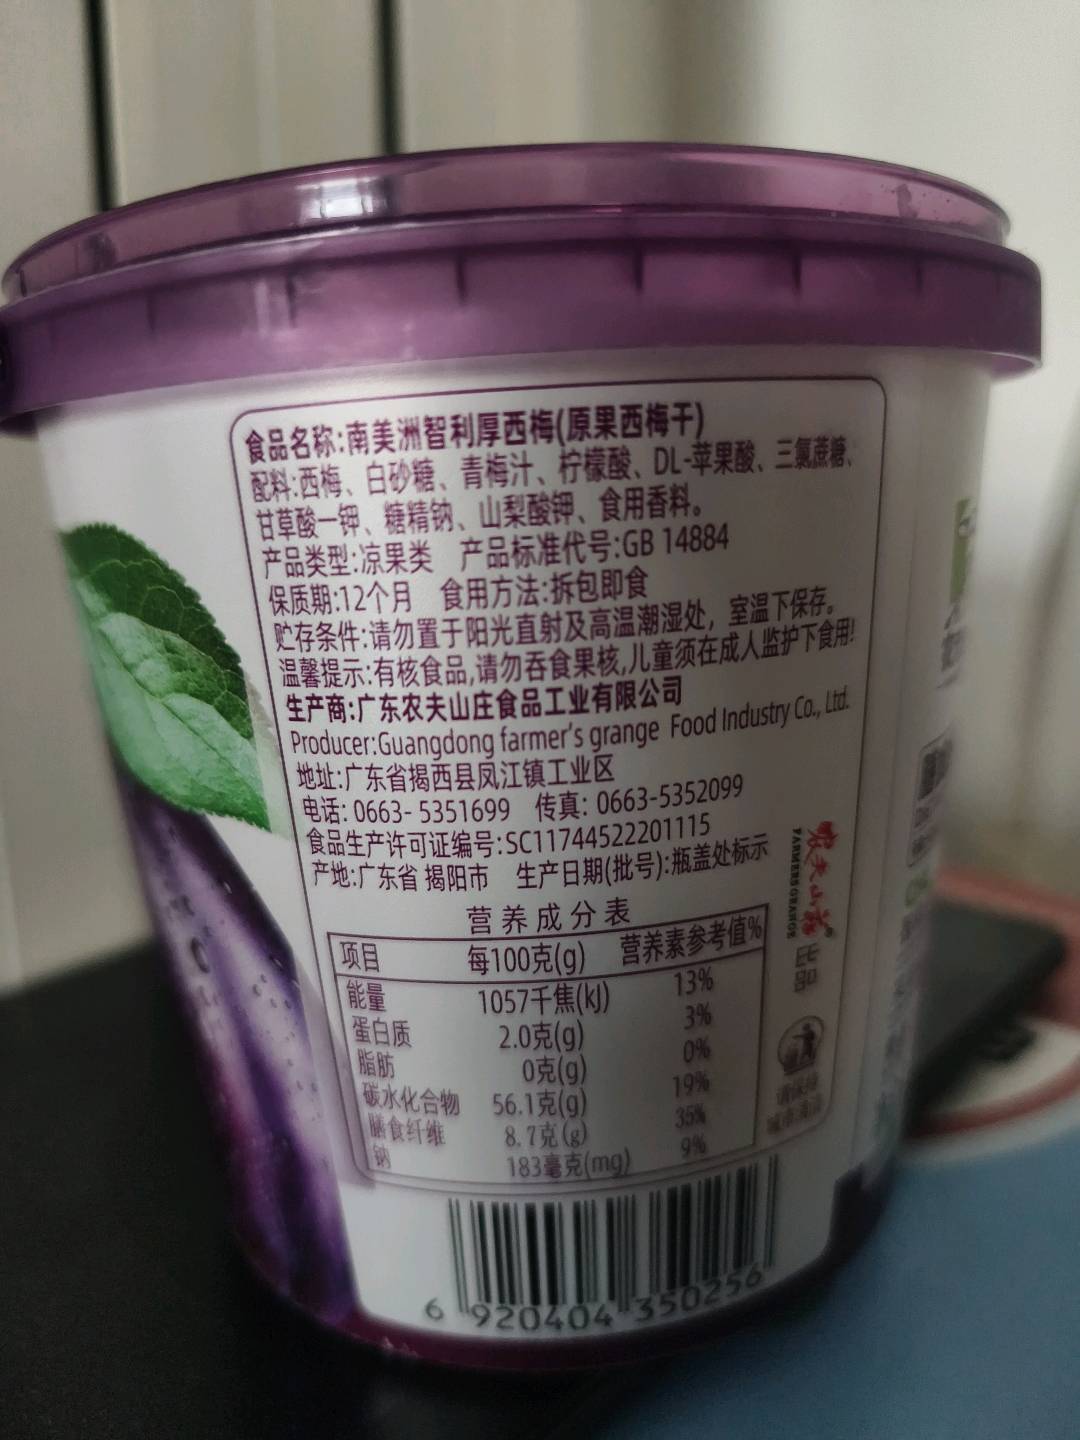 食品名称:南美洲智利厚西梅(原果西梅干)
配料:西梅、白砂糖、青梅汁、柠檬酸、DL-苹果酸、三氯蔗糖、
甘草酸一钾、糖精钠、山梨酸钾、食用香料。
产品类型:凉果类 产品标准代号:GB 14884
保质期:12个月 食用方法:拆包即食
贮存条件:请勿置于阳光直射及高温潮湿处，室温下保存。
温馨提示:有核食品,请勿吞食果核,儿童须在成人监护下食用!
生产商:广东农夫山庄食品工业有限公司
Producer:Guangdong farmer's grange Food Industry Co., Ltd.
地址:广东省揭西县凤江镇工业区
电话: 0663- 5351699 传真: 0663-5352099
食品生产许可证编号:SC11744522201115
产地:广东省 揭阳市 生产日期(批号):瓶盖处标示
农夫山庄®
FARMERS GRANGE
出品
请保持
城市清洁
营养成分表
项目 每100克(g) 营养素参考值%
能量 1057千焦(kJ) 13%
蛋白质 2.0克(g) 3%
脂肪 0克(g) 0%
碳水化合物 56.1克(g) 19%
膳食纤维 8.7克(g) 35%
钠 183毫克(mg) 9%
6 920404 350256